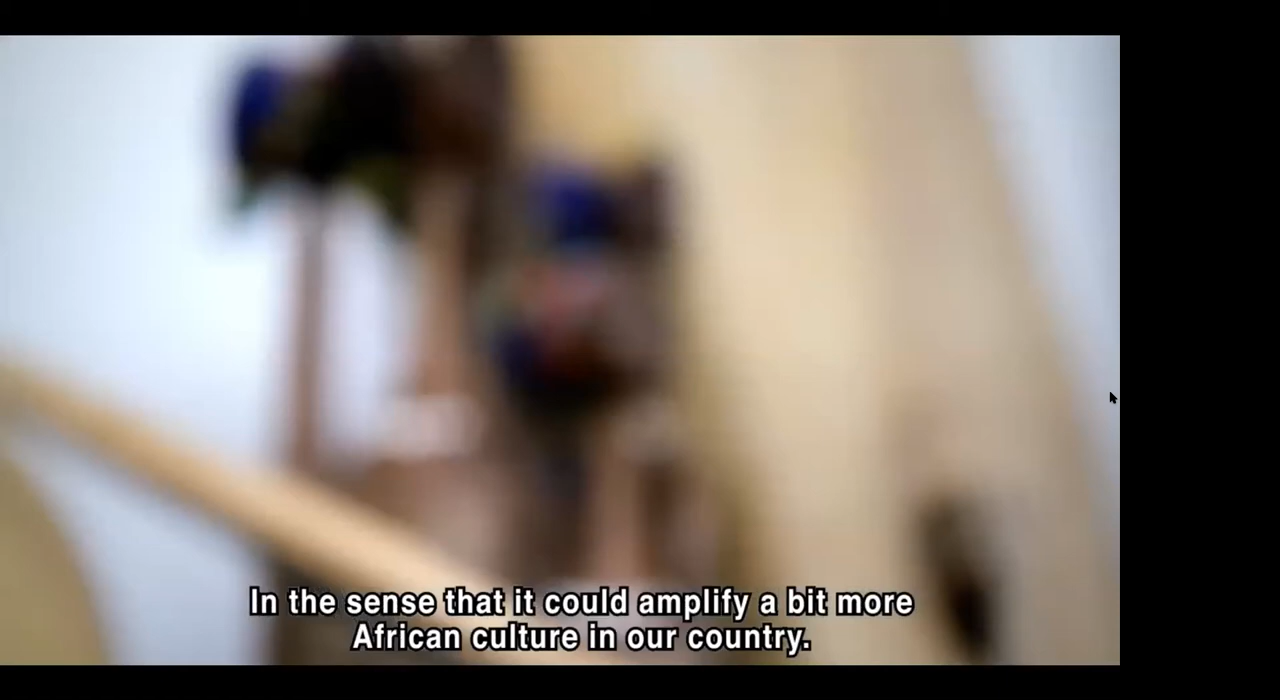 In the sense that it could amplify a bit more
African culture in our country.